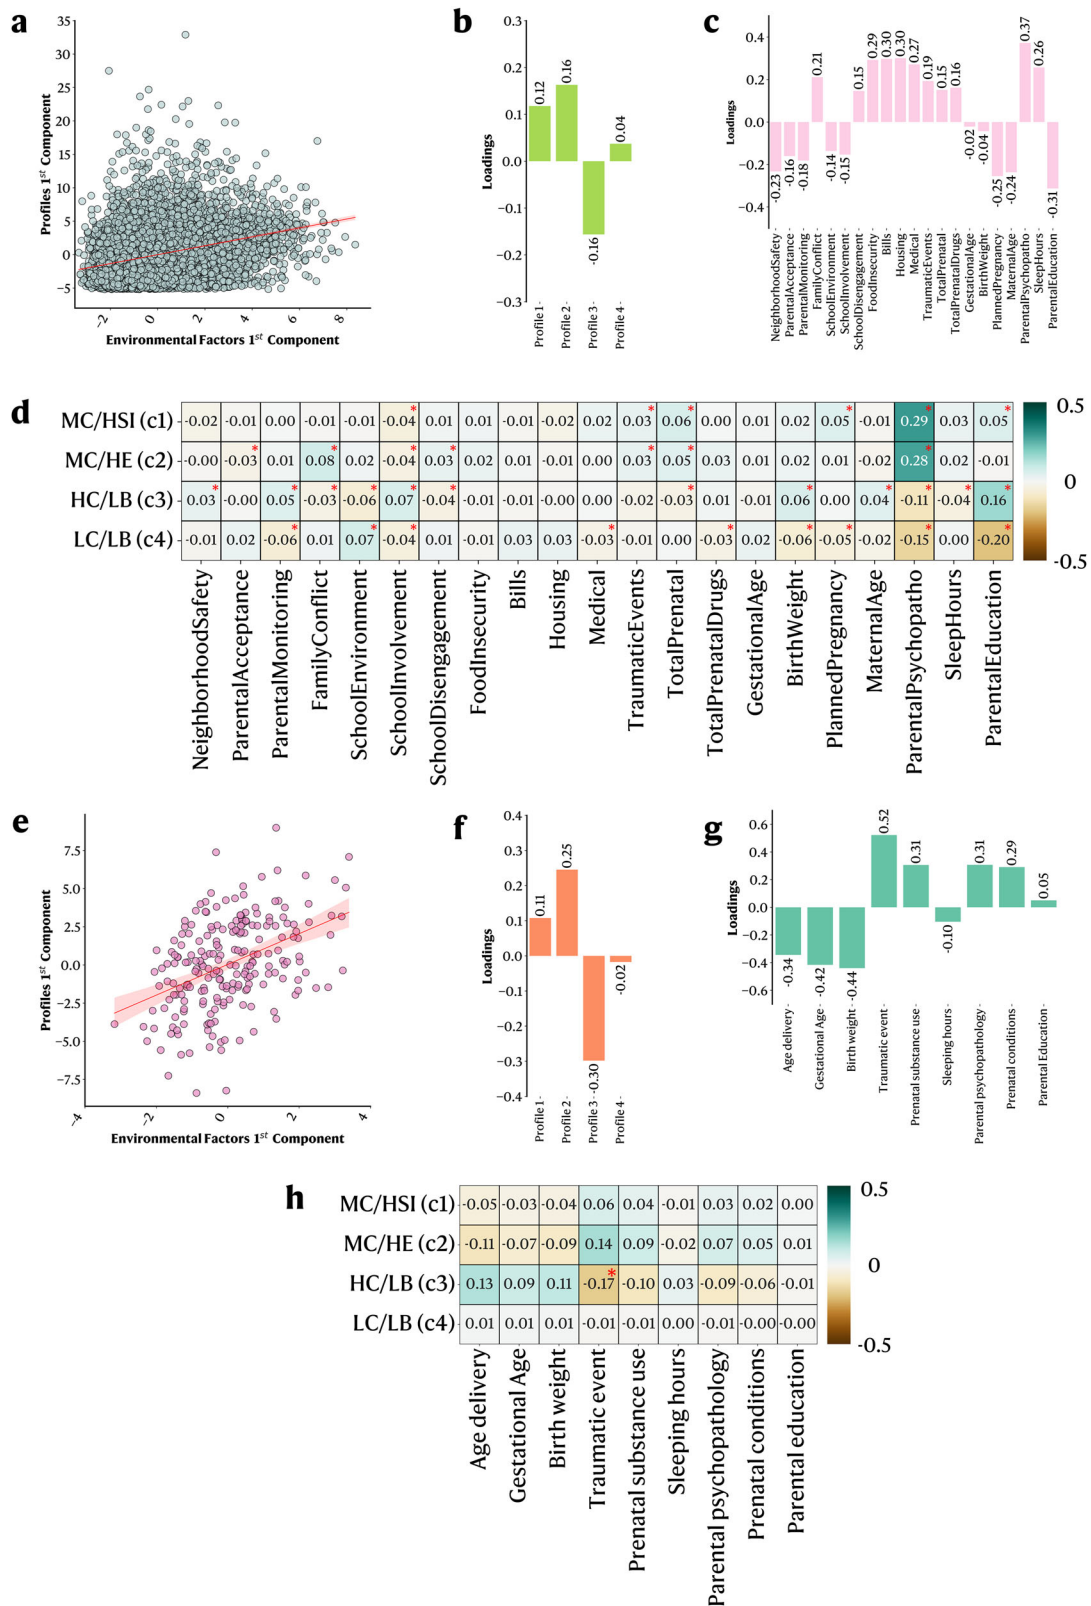 a
35
30
25
20
15
10
5
0
−5
Profiles 1st Component
−2
0
2
4
6
8
Environmental Factors 1st Component
b
0.3
0.2
0.1
0.0
−0.1
−0.2
−0.3
Loadings
0.12
0.16
−0.16
0.04
Profile 1 -
Profile 2 -
Profile 3 -
Profile 4 -
c
0.4
0.2
0.0
−0.2
−0.4
Loadings
−0.23
−0.16
−0.18
0.21
−0.14
−0.15
0.15
0.29
0.30
0.30
0.27
0.19
0.15
0.16
−0.02
−0.04
−0.25
−0.24
0.37
0.26
−0.31
NeighborhoodSafety
ParentalAcceptance
ParentalMonitoring
FamilyConflict
SchoolEnvironment
SchoolInvolvement
SchoolDisengagement
FoodInsecurity
Bills
Housing
Medical
TraumaticEvents
TotalPrenatal
TotalPrenatalDrugs
GestationalAge
BirthWeight
PlannedPregnancy
MaternalAge
ParentalPsychopatho
SleepHours
ParentalEducation
d
MC/HSI (c1) -0.02 -0.01 0.00 -0.01 -0.01 -0.04* 0.01 0.01 -0.01 -0.02 0.02 0.03* 0.06* 0.00 -0.01 0.02 0.05* -0.01 0.29* 0.03 0.05*
MC/HE (c2) -0.00 -0.03* 0.01 0.08* 0.02 -0.04* 0.03* 0.02 0.01 -0.01 0.00 0.03* 0.05* 0.03 0.01 0.02 0.01 -0.02 0.28* 0.02 -0.01
HC/LB (c3) 0.03* -0.00 0.05* -0.03* -0.06* 0.07* -0.04* -0.01 -0.01 -0.00 0.00 -0.02 -0.03* 0.01 -0.01 0.06* 0.00 0.04* -0.11* -0.04* 0.16*
LC/LB (c4) -0.01 0.02 -0.06* 0.01 0.07* -0.04* 0.01 -0.01 0.03 0.03 -0.03* -0.01 0.00 -0.03* 0.02 -0.06* -0.05* -0.02 -0.15* 0.00 -0.20*
0.5
0
-0.5
NeighborhoodSafety
ParentalAcceptance
ParentalMonitoring
FamilyConflict
SchoolEnvironment
SchoolInvolvement
SchoolDisengagement
FoodInsecurity
Bills
Housing
Medical
TraumaticEvents
TotalPrenatal
TotalPrenatalDrugs
GestationalAge
BirthWeight
PlannedPregnancy
MaternalAge
ParentalPsychopatho
SleepHours
ParentalEducation
e
7.5
5.0
2.5
0.0
−2.5
−5.0
−7.5
Profiles 1st Component
−4
−2
0
2
4
Environmental Factors 1st Component
f
0.4
0.3
0.2
0.1
0.0
−0.1
−0.2
−0.3
−0.4
Loadings
0.11
0.25
−0.30
−0.02
Profile 1 -
Profile 2 -
Profile 3 -
Profile 4 -
g
0.6
0.4
0.2
0.0
−0.2
−0.4
−0.6
Loadings
−0.34
−0.42
−0.44
0.52
0.31
−0.10
0.31
0.29
0.05
Age delivery -
Gestational Age -
Birth weight -
Traumatic event -
Prenatal substance use -
Sleeping hours -
Parental psychopathology -
Prenatal conditions -
Parental Education -
h
MC/HSI (c1) -0.05 -0.03 -0.04 0.06 0.04 -0.01 0.03 0.02 0.00
MC/HE (c2) -0.11 -0.07 -0.09 0.14 0.09 -0.02 0.07 0.05 0.01
HC/LB (c3) 0.13 0.09 0.11 -0.17* -0.10 0.03 -0.09 -0.06 -0.01
LC/LB (c4) 0.01 0.01 0.01 -0.01 -0.01 0.00 -0.01 -0.00 -0.00
0.5
0
-0.5
Age delivery
Gestational Age
Birth weight
Traumatic event
Prenatal substance use
Sleeping hours
Parental psychopathology
Prenatal conditions
Parental education